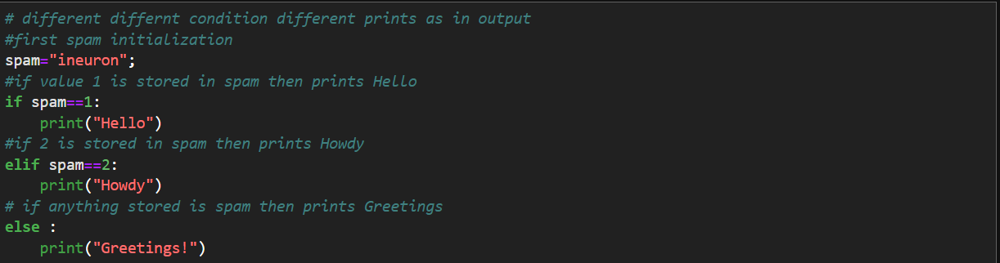 # different differnt condition different prints as in output
#first spam initialization
spam="ineuron";
#if value 1 is stored in spam then prints Hello
if spam==1:
    print("Hello")
#if 2 is stored in spam then prints Howdy
elif spam==2:
    print("Howdy")
# if anything stored is spam then prints Greetings
else :
    print("Greetings!")